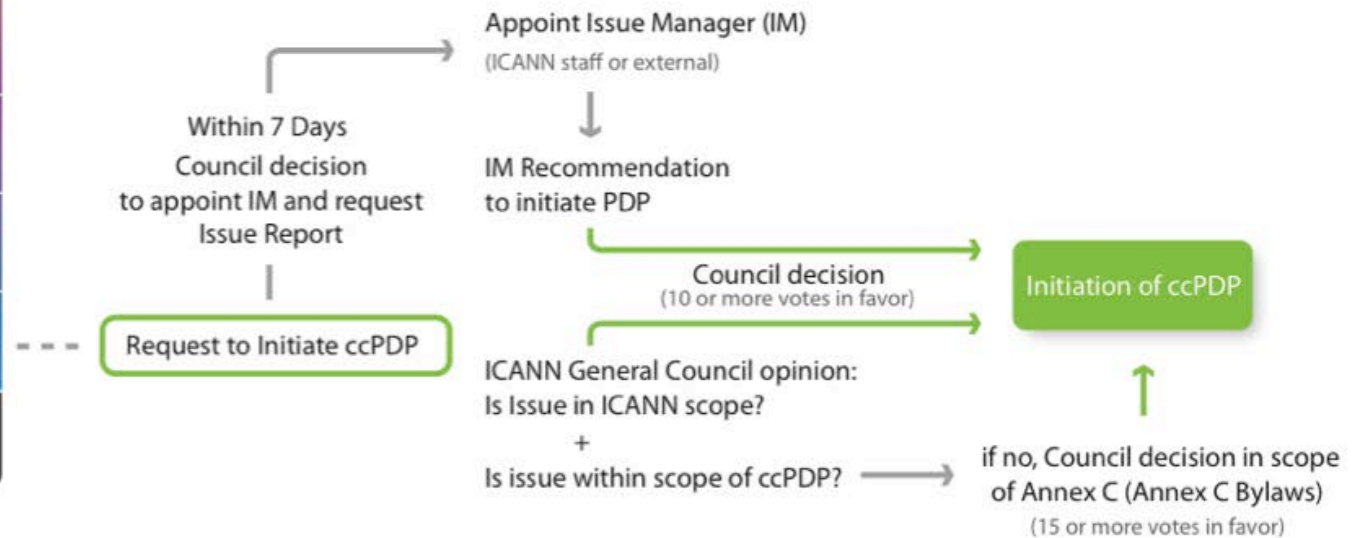 Appoint Issue Manager (IM)
(ICANN staff or external)
Within 7 Days
Council decision
to appoint IM and request
Issue Report
Request to Initiate ccPDP
IM Recommendation
to initiate PDP
Council decision
(10 or more votes in favor)
Initiation of ccPDP
ICANN General Council opinion:
Is Issue in ICANN scope?
+
Is issue within scope of ccPDP?
if no, Council decision in scope
of Annex C (Annex C Bylaws)
(15 or more votes in favor)